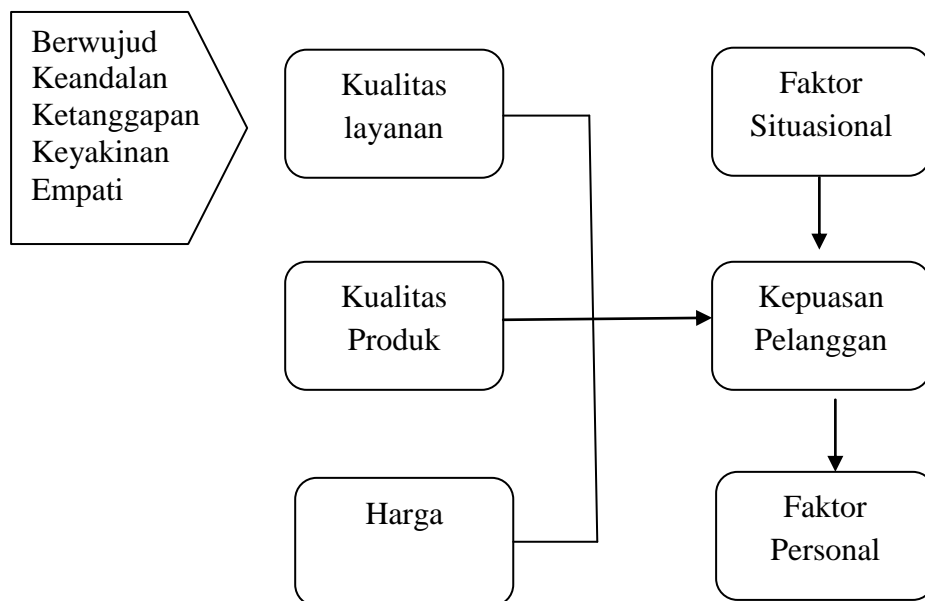 Berwujud
Keandalan
Ketanggapan
Keyakinan
Empati
Kualitas
layanan
Faktor
Situasional
Kualitas
Produk
Kepuasan
Pelanggan
Harga
Faktor
Personal